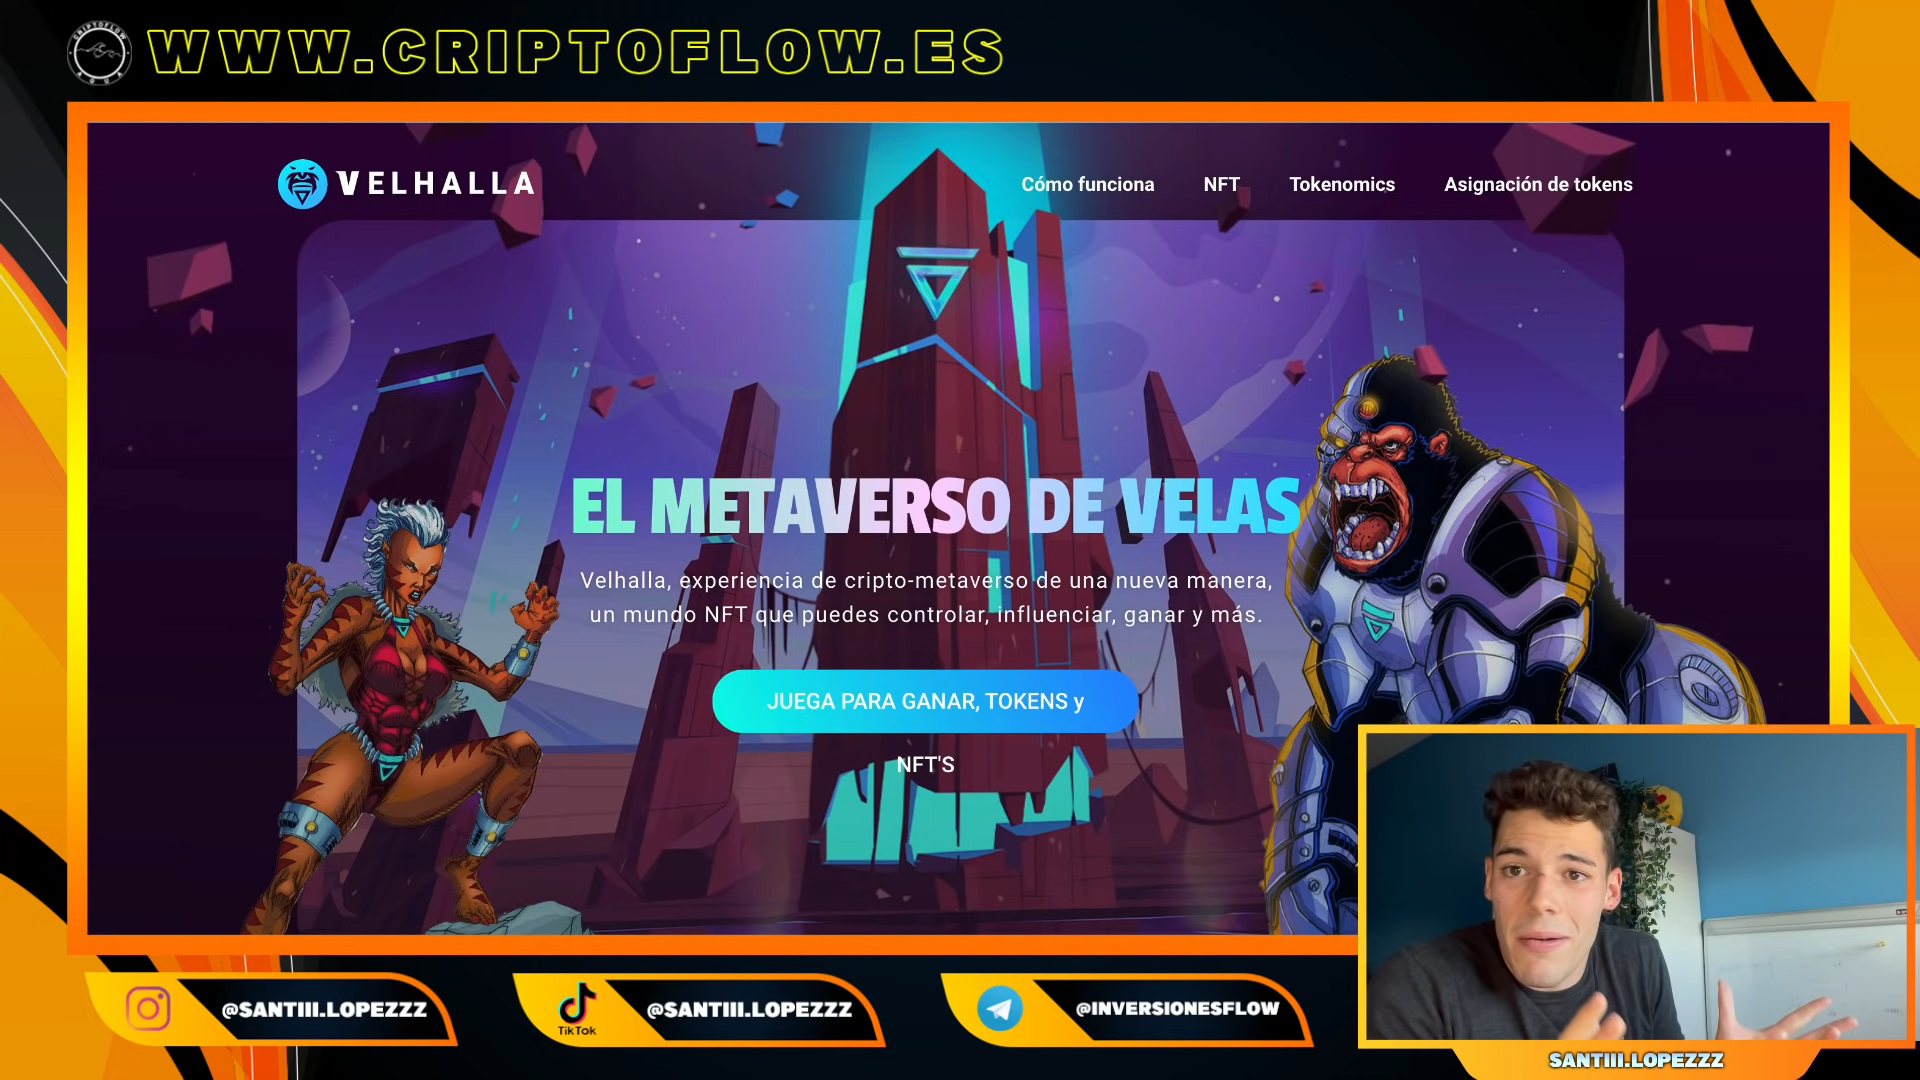 WWW.CRIPTOFLOW.ES
CRIPTOFLOW
VELHALLA
Cómo funciona
NFT
Tokenomics
Asignación de tokens
EL METAVERSO DE VELAS
Velhalla, experiencia de cripto-metaverso de una nueva manera,
un mundo NFT que puedes controlar, influenciar, ganar y más.
JUEGA PARA GANAR, TOKENS y
NFT'S
@SANTIII.LOPEZZZ
TikTok
@SANTIII.LOPEZZZ
@INVERSIONESFLOW
SANTIII.LOPEZZZ